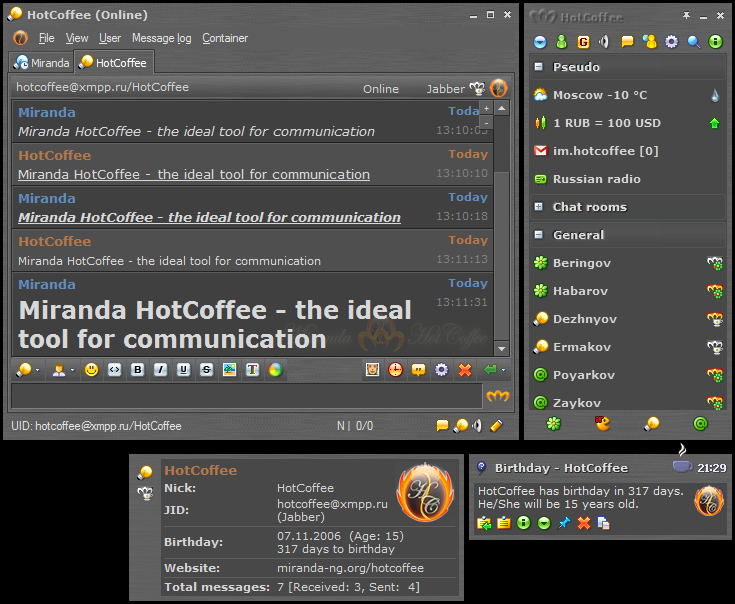 HotCoffee (Online)
File View User Message log Container
Miranda HotCoffee
hotcoffee@xmpp.ru/HotCoffee Online Jabber
Miranda Today
Miranda HotCoffee - the ideal tool for communication 13:10:03
HotCoffee Today
Miranda HotCoffee - the ideal tool for communication 13:10:10
Miranda Today
Miranda HotCoffee - the ideal tool for communication 13:10:18
HotCoffee Today
Miranda HotCoffee - the ideal tool for communication 13:11:13
Miranda Today
Miranda HotCoffee - the ideal 13:11:31
tool for communication
Miranda HotCoffee
B I U S T
UID: hotcoffee@xmpp.ru/HotCoffee N | 0/0
HotCoffee
Pseudo
Moscow -10 °C
1 RUB = 100 USD
im.hotcoffee [0]
Russian radio
Chat rooms
General
Beringov
Habarov
Dezhnyov
Ermakov
Poyarkov
Zaykov
HotCoffee
Nick: HotCoffee
JID: hotcoffee@xmpp.ru
(Jabber)
Birthday: 07.11.2006 (Age: 15)
317 days to birthday
Website: miranda-ng.org/hotcoffee
Total messages: 7 [Received: 3, Sent: 4]
Birthday - HotCoffee 21:29
HotCoffee has birthday in 317 days.
He/She will be 15 years old.